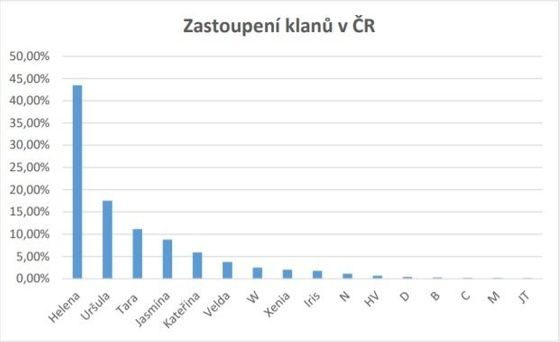 Zastoupení klanů v ČR
50,00%
45,00%
40,00%
35,00%
30,00%
25,00%
20,00%
15,00%
10,00%
5,00%
0,00%
Helena
Uršula
Tara
Jasmína
Kateřina
Velda
W
Xenia
Iris
N
HV
D
B
C
M
JT